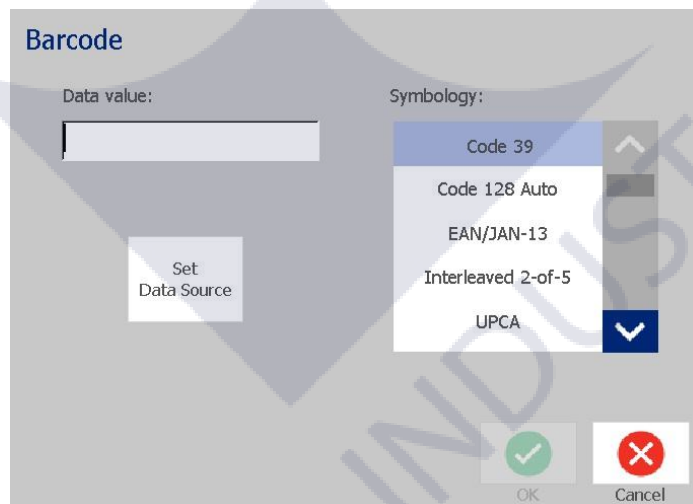 Barcode
Data value:
Symbology:
Code 39
Code 128 Auto
EAN/JAN-13
Interleaved 2-of-5
UPCA
Set
Data Source
OK
Cancel
INDUST